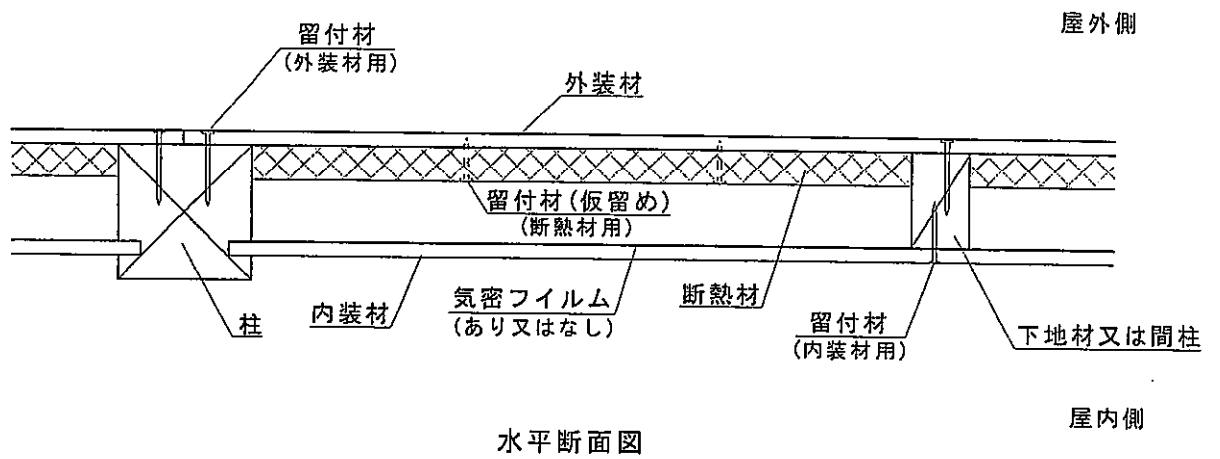 屋外側
留付材
(外装材用)
外装材
留付材(仮留め)
(断熱材用)
柱
内装材
気密フイルム
(あり又はなし)
断熱材
留付材
(内装材用)
下地材又は間柱
屋内側
水平断面図